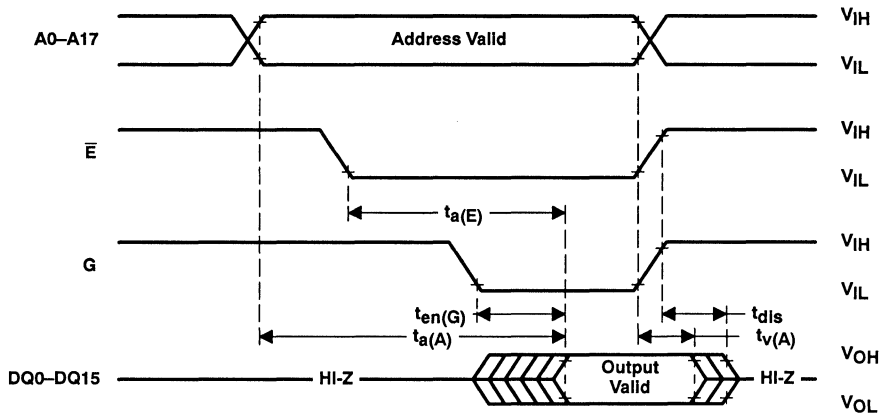 A0–A17 Address Valid VIH
VIL
E̅ VIH
VIL
ta(E)
G VIH
VIL
ten(G) tdis
ta(A) tv(A)
DQ0–DQ15 HI-Z Output Valid HI-Z VOH
VOL